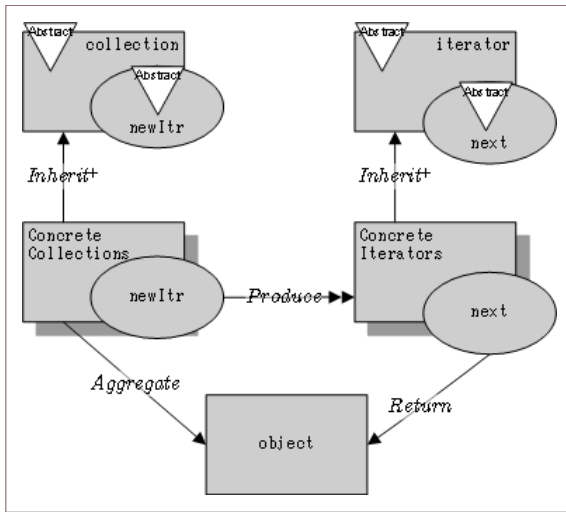 Abstract
collection
Abstract
newItr
Abstract
iterator
Abstract
next
Inherit+
Inherit+
Concrete
Collections
newItr
Produce
Concrete
Iterators
next
Aggregate
Return
object